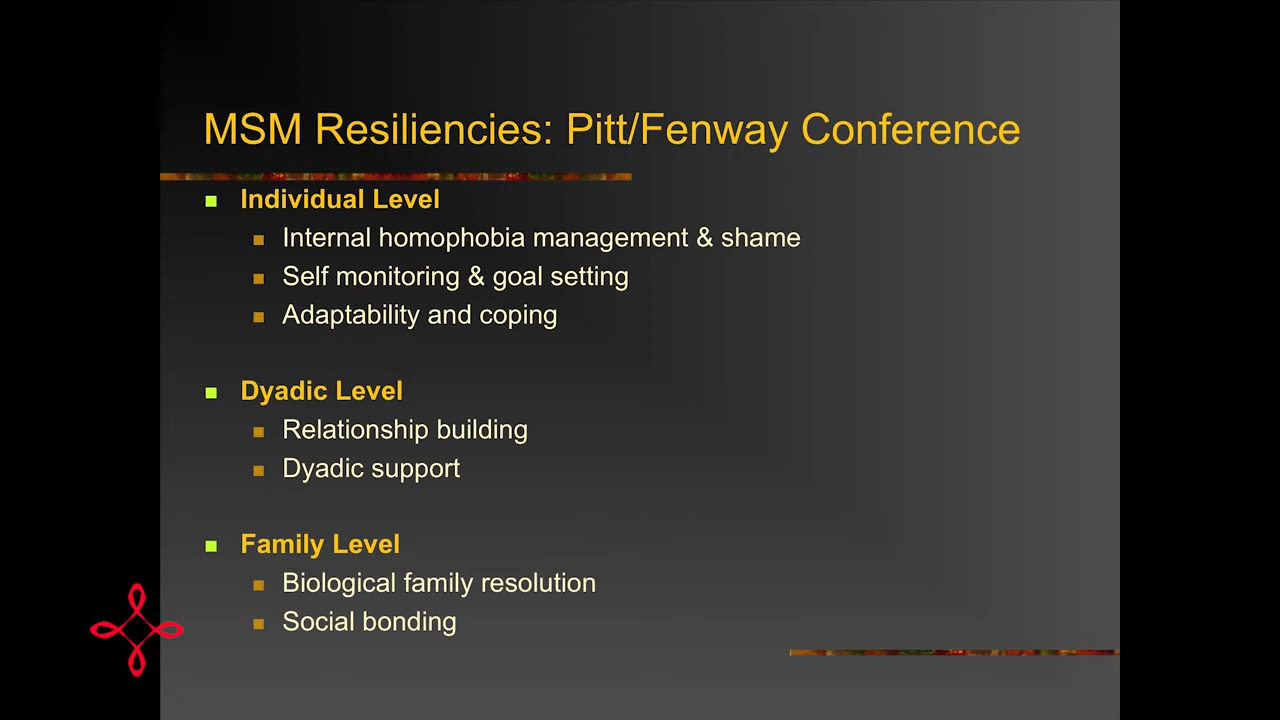 MSM Resiliencies: Pitt/Fenway Conference
Individual Level
Internal homophobia management & shame
Self monitoring & goal setting
Adaptability and coping
Dyadic Level
Relationship building
Dyadic support
Family Level
Biological family resolution
Social bonding